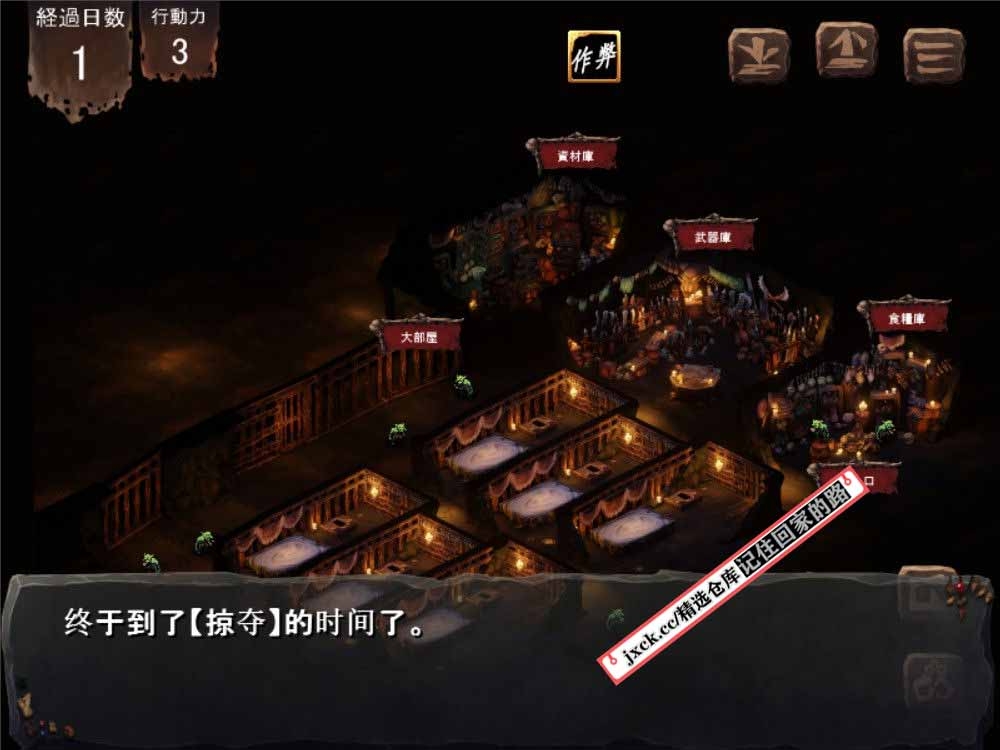 経過日数
1
行動力
3
作弊
資材庫
武器庫
食糧庫
大部屋
口
jxck.cc/精选仓库记住回家的路
终于到了【掠夺】的时间了。